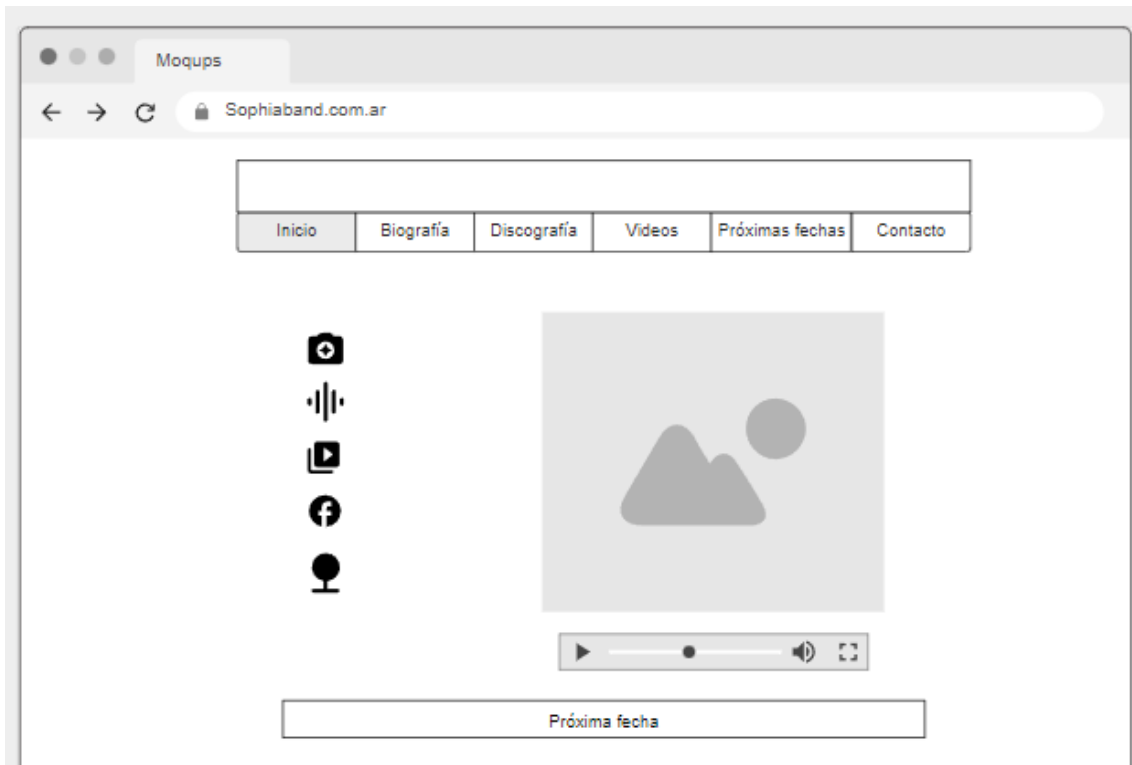 Moqups
Sophiaband.com.ar
Inicio Biografía Discografía Videos Próximas fechas Contacto
Próxima fecha